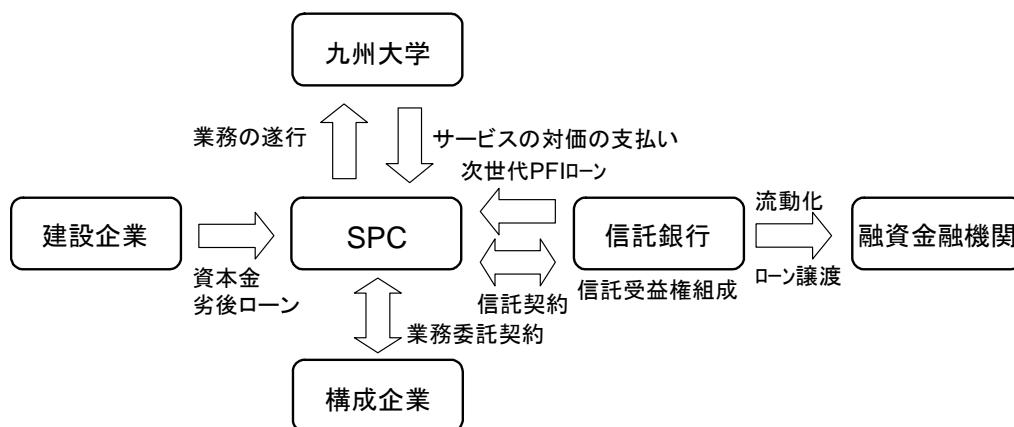 九州大学
業務の遂行
サービスの対価の支払い
次世代PFIローン
建設企業
資本金
劣後ローン
SPC
信託契約
信託銀行
信託受益権組成
流動化
ローン譲渡
融資金融機関
業務委託契約
構成企業